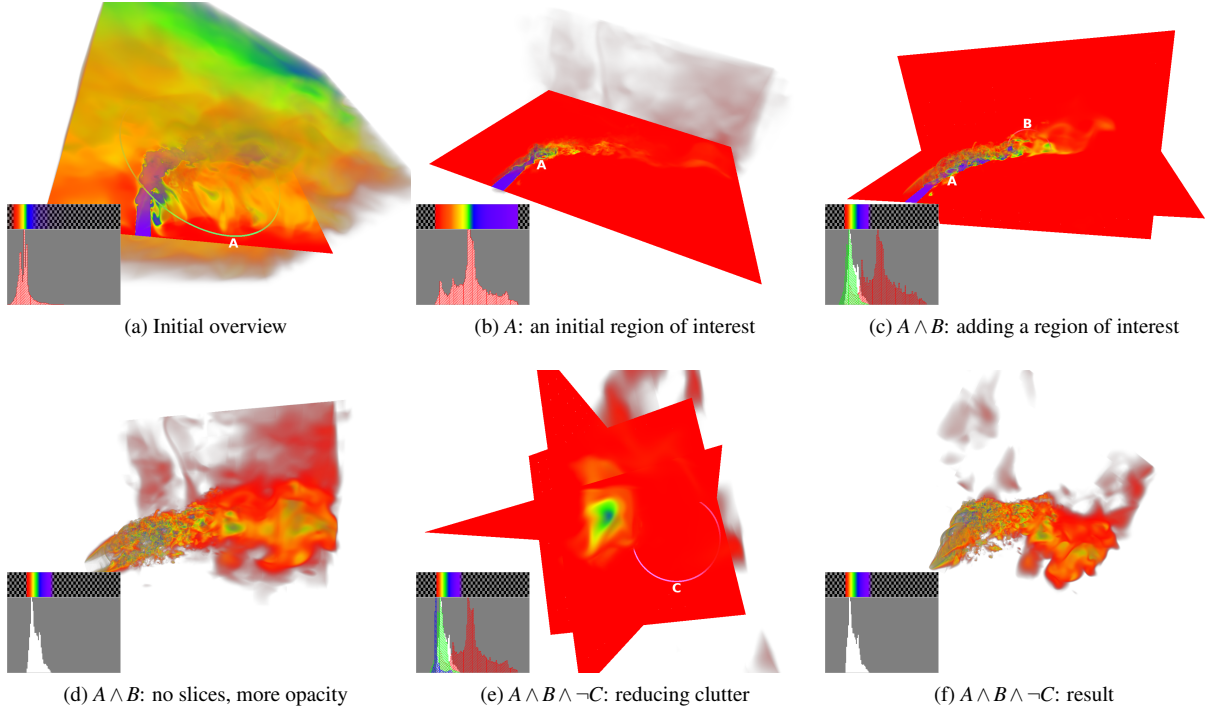 A
(a) Initial overview
A
(b) A: an initial region of interest
B
A
(c) A ∧ B: adding a region of interest
(d) A ∧ B: no slices, more opacity
C
(e) A ∧ B ∧ ¬C: reducing clutter
(f) A ∧ B ∧ ¬C: result